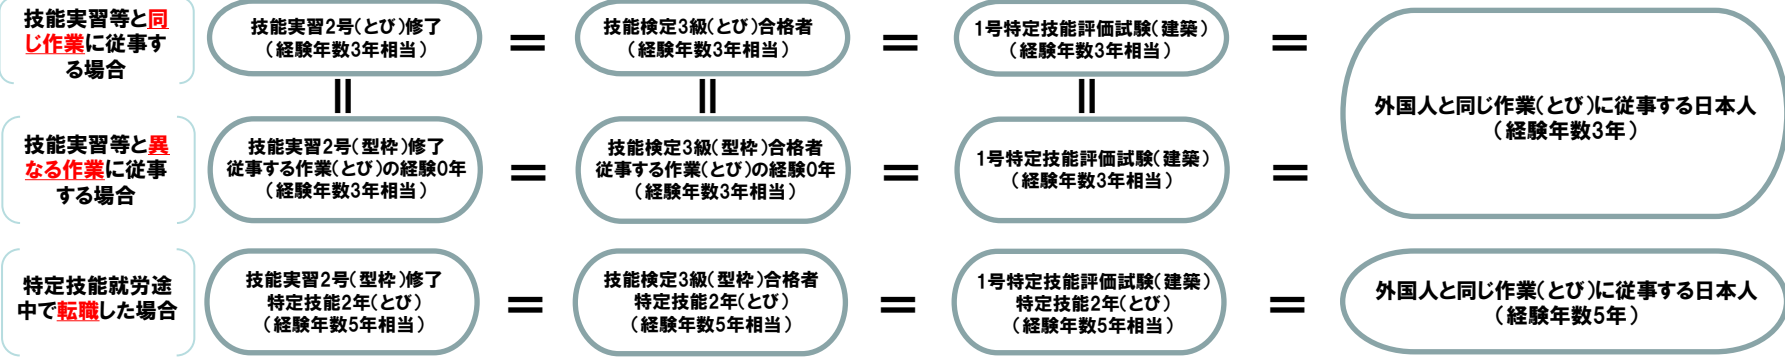 技能実習等と同
じ作業に従事す
る場合
技能実習2号(とび)修了
(経験年数3年相当)
=
技能検定3級(とび)合格者
(経験年数3年相当)
=
1号特定技能評価試験(建築)
(経験年数3年相当)
=
外国人と同じ作業(とび)に従事する日本人
(経験年数3年)
技能実習等と異
なる作業に従事
する場合
技能実習2号(型枠)修了
従事する作業(とび)の経験0年
(経験年数3年相当)
=
技能検定3級(型枠)合格者
従事する作業(とび)の経験0年
(経験年数3年相当)
=
1号特定技能評価試験(建築)
(経験年数3年相当)
=
特定技能就労途
中で転職した場合
技能実習2号(型枠)修了
特定技能2年(とび)
(経験年数5年相当)
=
技能検定3級(型枠)合格者
特定技能2年(とび)
(経験年数5年相当)
=
1号特定技能評価試験(建築)
特定技能2年(とび)
(経験年数5年相当)
=
外国人と同じ作業(とび)に従事する日本人
(経験年数5年)